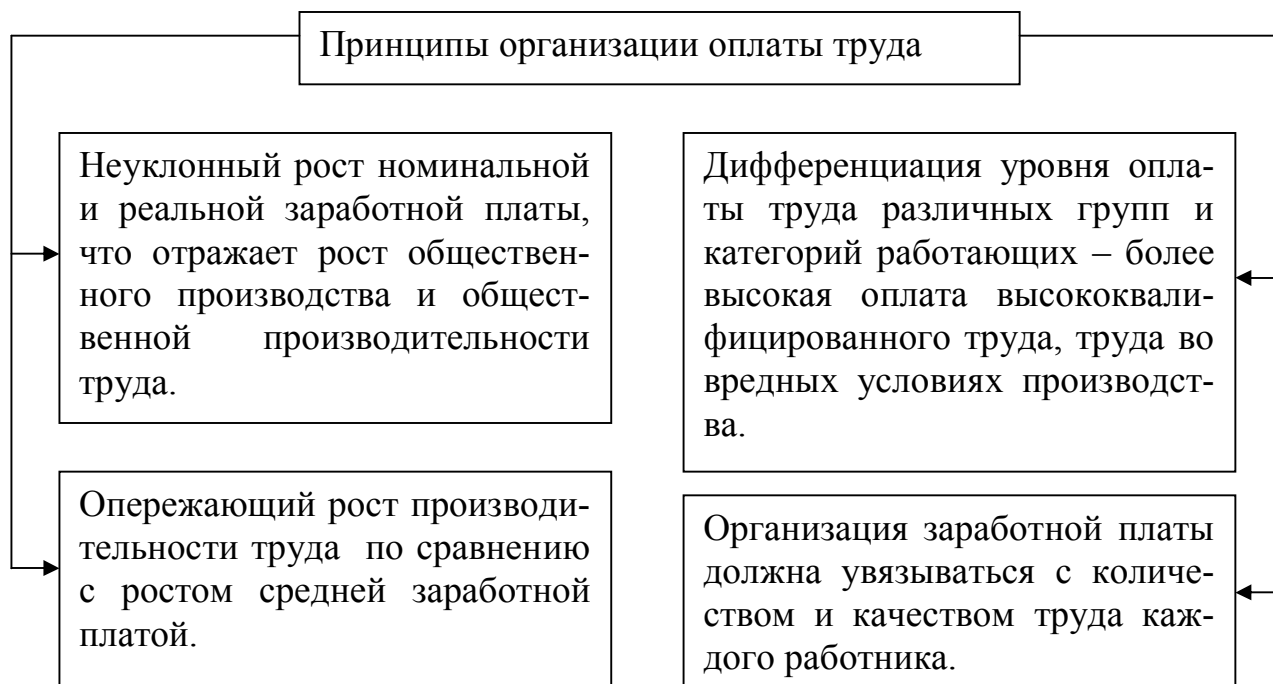 Принципы организации оплаты труда
Неуклонный рост номинальной
и реальной заработной платы,
что отражает рост обществен-
ного производства и общест-
венной производительности
труда.
Опережающий рост производи-
тельности труда по сравнению
с ростом средней заработной
платой.
Дифференциация уровня опла-
ты труда различных групп и
категорий работающих – более
высокая оплата высококвали-
фицированного труда, труда во
вредных условиях производст-
ва.
Организация заработной платы
должна увязываться с количе-
ством и качеством труда каж-
дого работника.